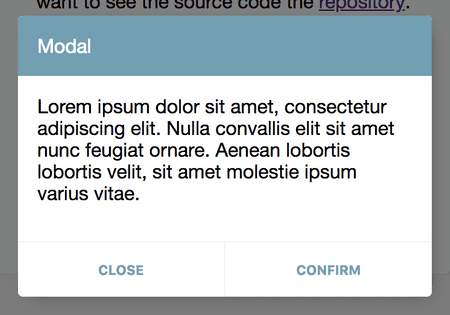 want to see the source code the repository.
Modal
Lorem ipsum dolor sit amet, consectetur
adipiscing elit. Nulla convallis elit sit amet
nunc feugiat ornare. Aenean lobortis
lobortis velit, sit amet molestie ipsum
varius vitae.
CLOSE CONFIRM